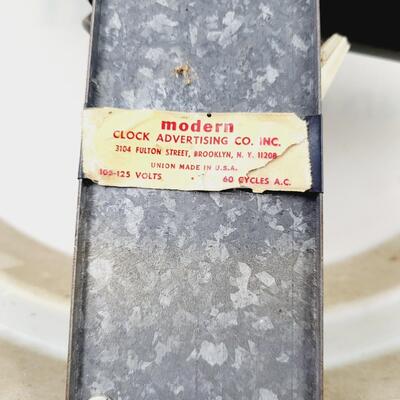 modern
CLOCK ADVERTISING CO. INC.
3104 FULTON STREET, BROOKLYN, N. Y. 11208
UNION MADE IN U.S.A.
105-125 VOLTS 60 CYCLES A.C.